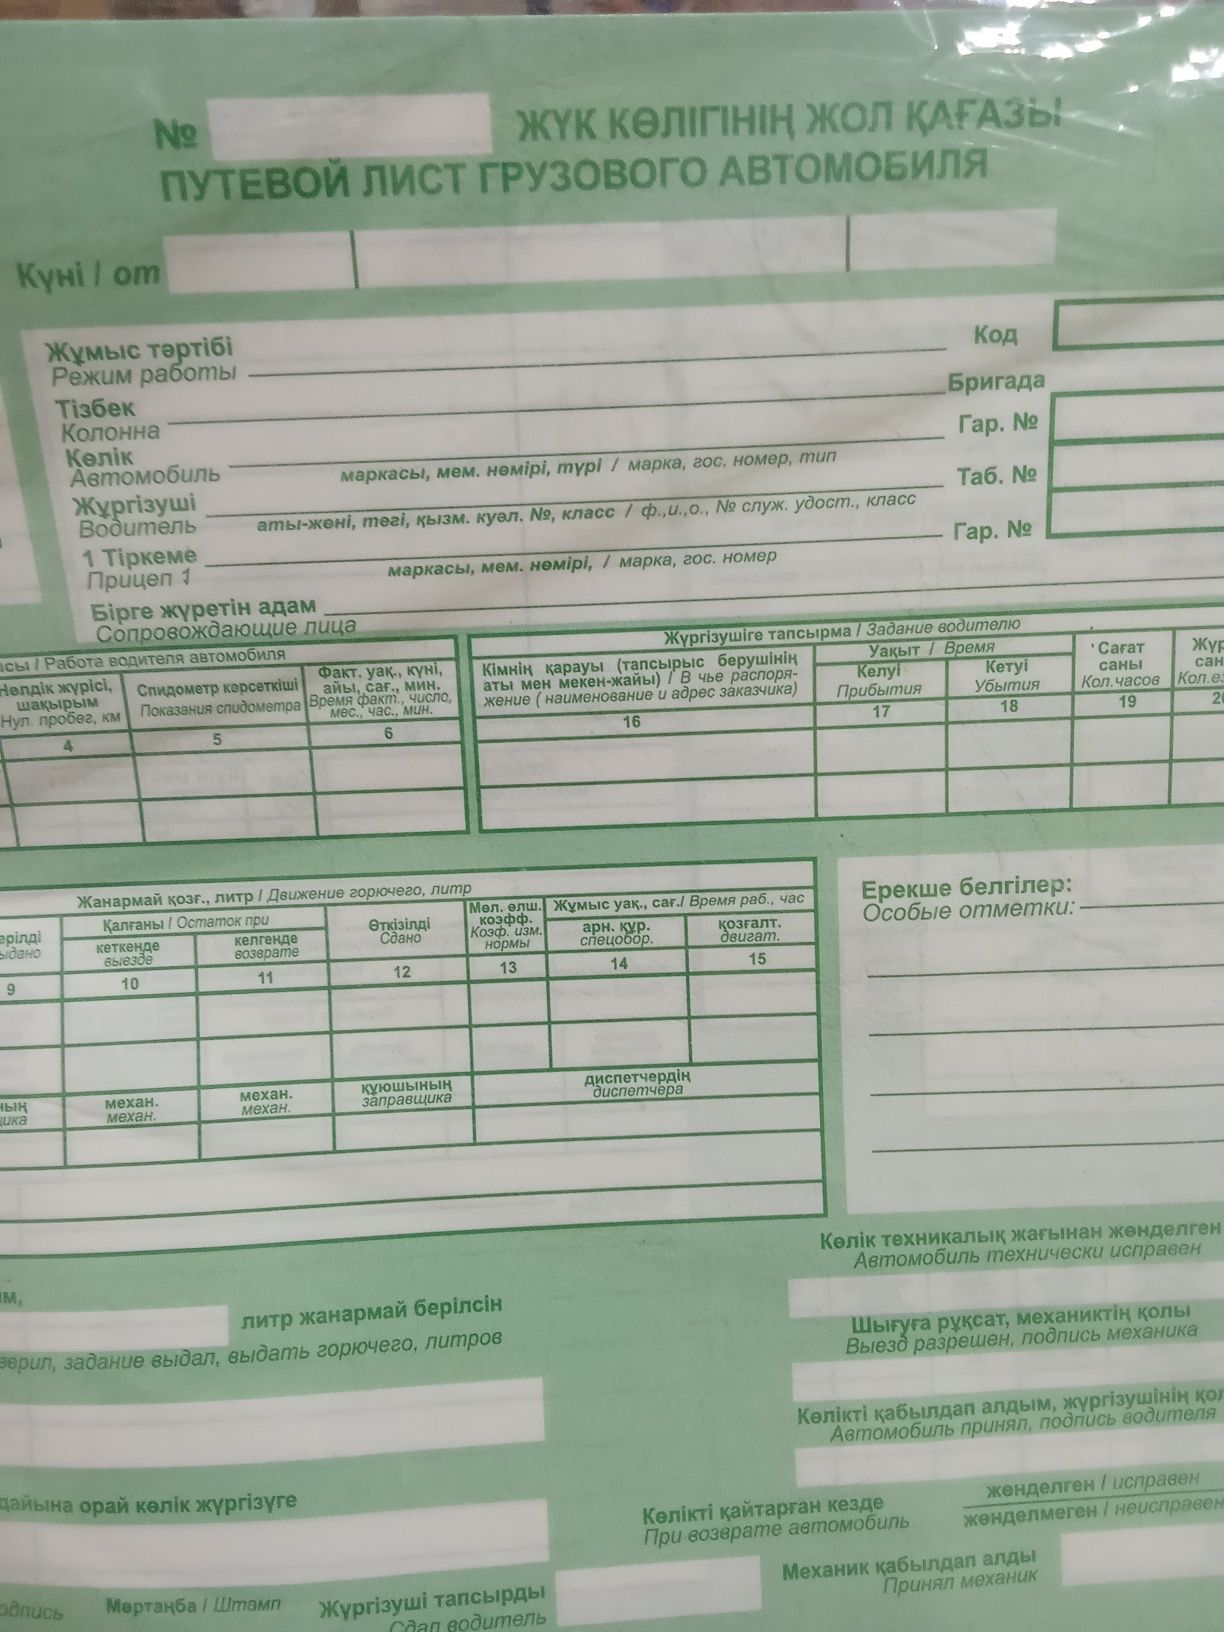 № ЖҮК КӨЛІГІНІҢ ЖОЛ ҚАҒАЗЫ
ПУТЕВОЙ ЛИСТ ГРУЗОВОГО АВТОМОБИЛЯ
Күні / от
Жұмыс тәртібі
Режим работы
Код
Тізбек
Колонна
Бригада
Көлік
Автомобиль
Гар. №
маркасы, мем. нөмірі, түрі / марка, гос. номер, тип
Жүргізуші
Водитель
Таб. №
аты-жөні, тегі, қызм. куәл. №, класс / ф.,и.,о., № служ. удост., класс
1 Тіркеме
Прицеп 1
Гар. №
маркасы, мем. нөмірі, / марка, гос. номер
Бірге жүретін адам
Сопровождающие лица
/ Работа водителя автомобиля
Нөлдік жүрісі,
шақырым
Нул. пробег, км
Спидометр көрсеткіші
Показания спидометра
Факт. уақ., күні,
айы, сағ., мин.
Время факт., число,
мес., час., мин.
4
5
6
Жүргізушіге тапсырма / Задание водителю
Кімнің қарауы (тапсырыс берушінің
аты мен мекен-жайы) / В чье распоря-
жение ( наименование и адрес заказчика)
Уақыт / Время
Келуі
Прибытия
Кетуі
Убытия
Сағат
саны
Кол.часов
16
17
18
19
Жанармай қозғ., литр / Движение горючего, литр
Қалғаны / Остаток при
кеткенде
выезде
келгенде
возврате
Өткізілді
Сдано
Мөл. өлш.
коэфф.
Коэф. изм.
нормы
Жұмыс уақ., сағ./ Время раб., час
арн. құр.
спецобор.
қозғалт.
двигат.
9
10
11
12
13
14
15
механ.
механ.
механ.
механ.
құюшының
заправщика
диспетчердің
диспетчера
Ерекше белгілер:
Особые отметки:
литр жанармай берілсін
задание выдал, выдать горючего, литров
орай көлік жүргізуге
Мөртаңба / Штамп
Жүргізуші тапсырды
Сдал водитель
Көлік техникалық жағынан жөнделген
Автомобиль технически исправен
Шығуға рұқсат, механиктің қолы
Выезд разрешен, подпись механика
Көлікті қабылдап алдым, жүргізушінің
Автомобиль принял, подпись водителя
Көлікті қайтарған кезде
При возврате автомобиль
жөнделген / исправен
жөнделмеген / неисправен
Механик қабылдап алды
Принял механик